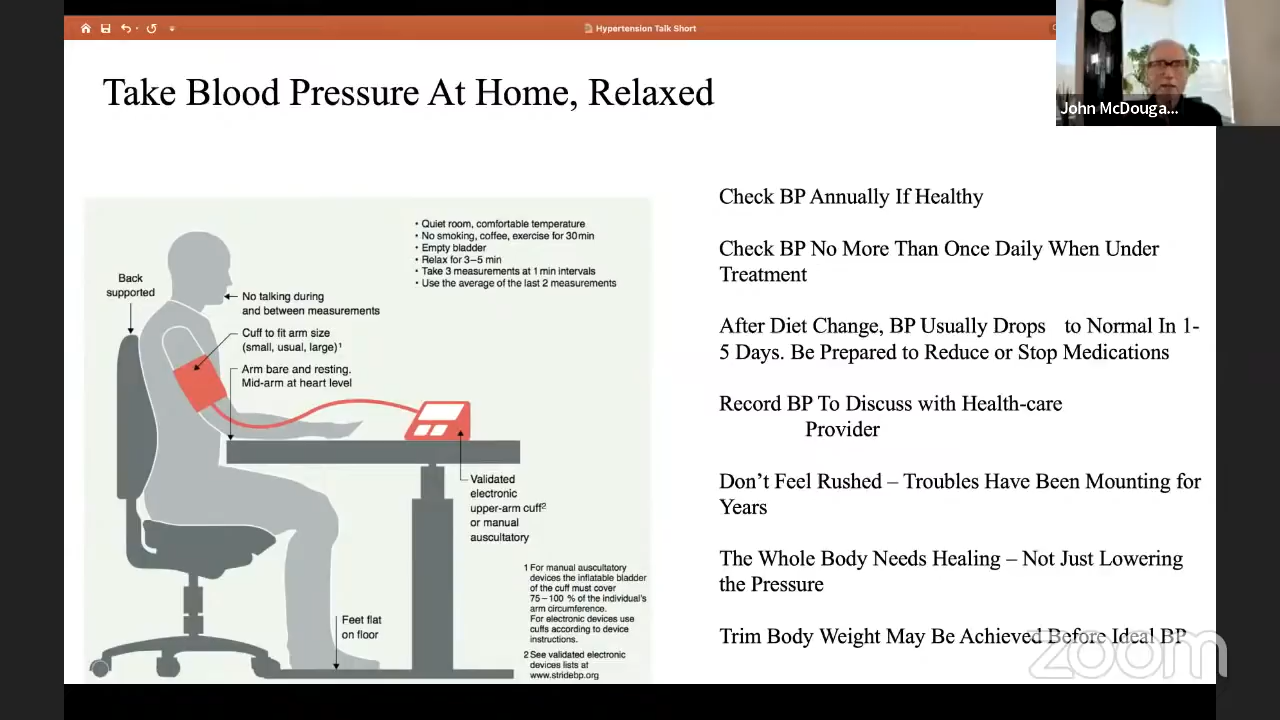 Hypertension Talk Short
John McDouga...
Take Blood Pressure At Home, Relaxed
• Quiet room, comfortable temperature
• No smoking, coffee, exercise for 30 min
• Empty bladder
• Relax for 3–5 min
• Take 3 measurements at 1 min intervals
• Use the average of the last 2 measurements
Back
supported
No talking during
and between measurements
Cuff to fit arm size
(small, usual, large)1
Arm bare and resting.
Mid-arm at heart level
Validated
electronic
upper-arm cuff2
or manual
auscultatory
Feet flat
on floor
1 For manual auscultatory
devices the inflatable bladder
of the cuff must cover
75–100 % of the individual's
arm circumference.
For electronic devices use
cuffs according to device
instructions.
2 See validated electronic
devices lists at
www.stridebp.org
Check BP Annually If Healthy
Check BP No More Than Once Daily When Under
Treatment
After Diet Change, BP Usually Drops to Normal In 1-
5 Days. Be Prepared to Reduce or Stop Medications
Record BP To Discuss with Health-care
Provider
Don't Feel Rushed – Troubles Have Been Mounting for
Years
The Whole Body Needs Healing – Not Just Lowering
the Pressure
Trim Body Weight May Be Achieved Before Ideal BP
zoom